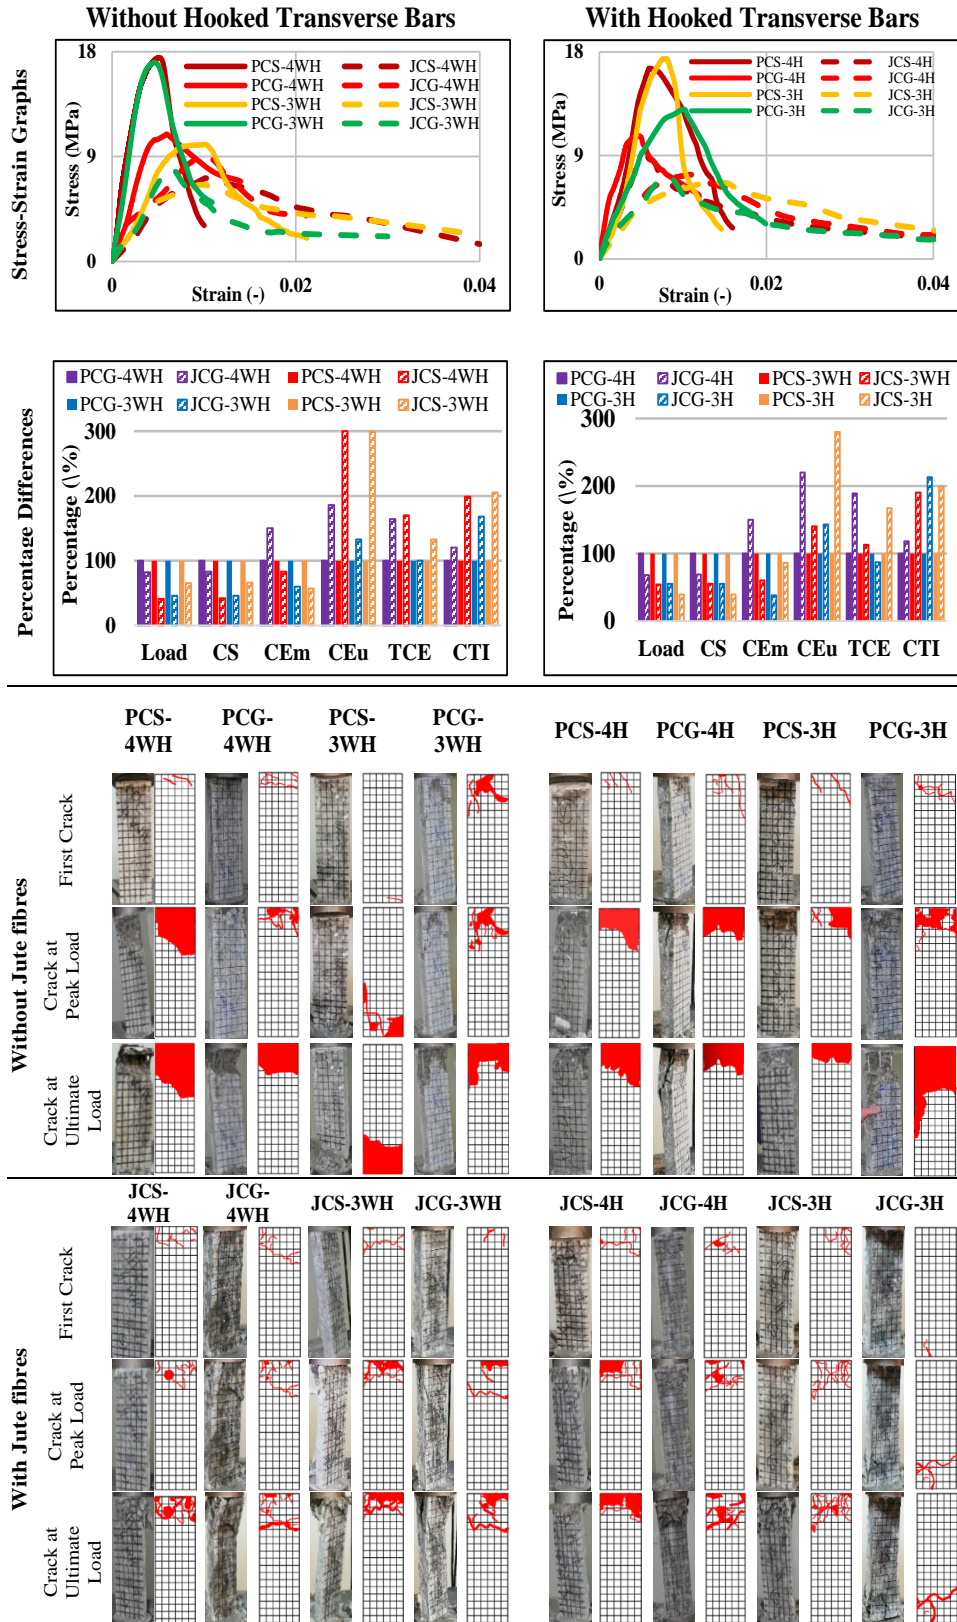 Without Hooked Transverse Bars
With Hooked Transverse Bars
Stress-Strain Graphs
Stress (MPa)
18
9
0
PCS-4WH
JCS-4WH
PCG-4WH
JCG-4WH
PCS-3WH
JCS-3WH
PCG-3WH
JCG-3WH
0
0.02
0.04
Strain (-)
Stress (MPa)
18
9
0
PCS-4H
JCS-4H
PCG-4H
JCG-4H
PCS-3H
JCS-3H
PCG-3H
JCG-3H
0
0.02
0.04
Strain (-)
Percentage Differences
PCG-4WH
JCG-4WH
PCS-4WH
JCS-4WH
PCG-3WH
JCG-3WH
PCS-3WH
JCS-3WH
Percentage (\%)
300
200
100
0
Load CS CEm CEu TCE CTI
PCG-4H
JCG-4H
PCS-3WH
JCS-3WH
PCG-3H
JCG-3H
PCS-3H
JCS-3H
Percentage (\%)
300
200
100
0
Load CS CEm CEu TCE CTI
Without Jute fibres
PCS-
4WH
PCG-
4WH
PCS-
3WH
PCG-
3WH
PCS-4H
PCG-4H
PCS-3H
PCG-3H
First Crack
Crack at
Peak Load
Crack at
Ultimate
Load
With Jute fibres
JCS-
4WH
JCG-
4WH
JCS-3WH
JCG-3WH
JCS-4H
JCG-4H
JCS-3H
JCG-3H
First Crack
Crack at
Peak Load
Crack at
Ultimate
Load